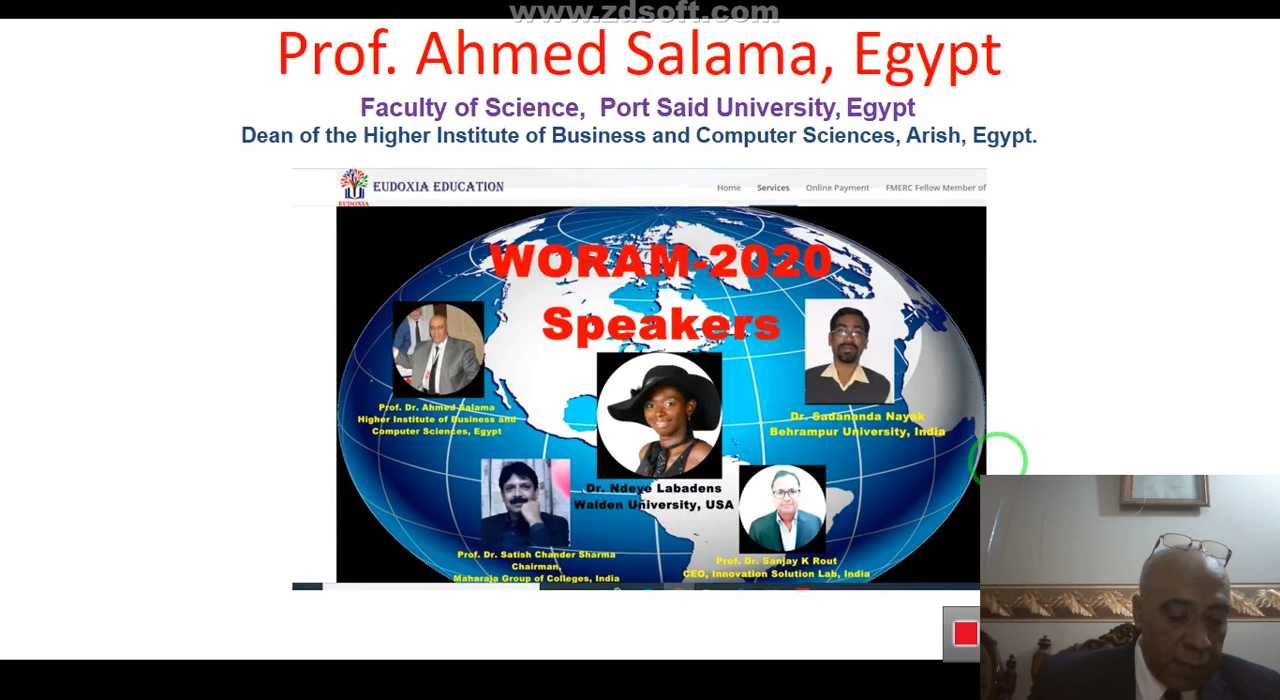 www.zdsoft.com
Prof. Ahmed Salama, Egypt
Faculty of Science, Port Said University, Egypt
Dean of the Higher Institute of Business and Computer Sciences, Arish, Egypt.
EUDOXIA
EUDOXIA EDUCATION
Home Services Online Payment FMERC Fellow Member of
WORAM-2020
Speakers
Prof. Dr. Ahmed Salama
Higher Institute of Business and
Computer Sciences, Egypt
Dr. Sadananda Nayak
Behrampur University, India
Dr. Ndeye Labadens
Walden University, USA
Prof. Dr. Satish Chander Sharma
Chairman,
Maharaja Group of Colleges, India
Prof. Dr. Sanjay K Rout
CEO, Innovation Solution Lab, India